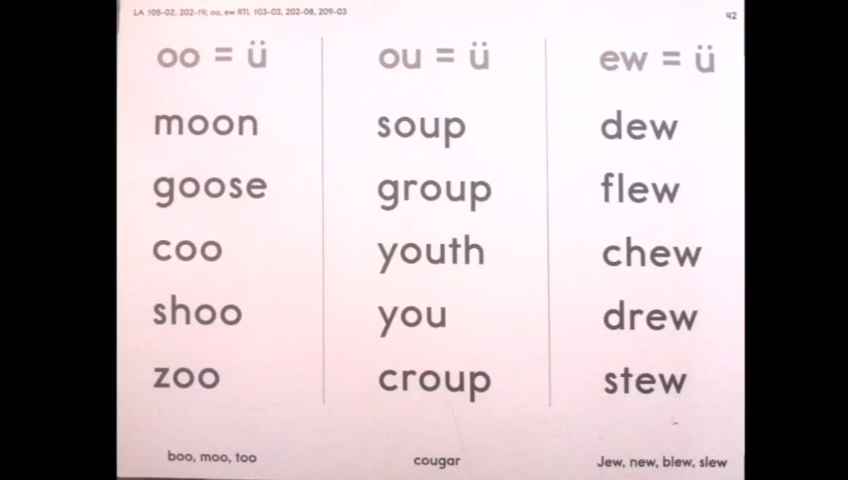 LA 105-02, 202-19; oo, ew RTL 103-03, 202-08, 209-03
42
oo = ü
moon
goose
coo
shoo
zoo
boo, moo, too
ou = ü
soup
group
youth
you
croup
cougar
ew = ü
dew
flew
chew
drew
stew
Jew, new, blew, slew